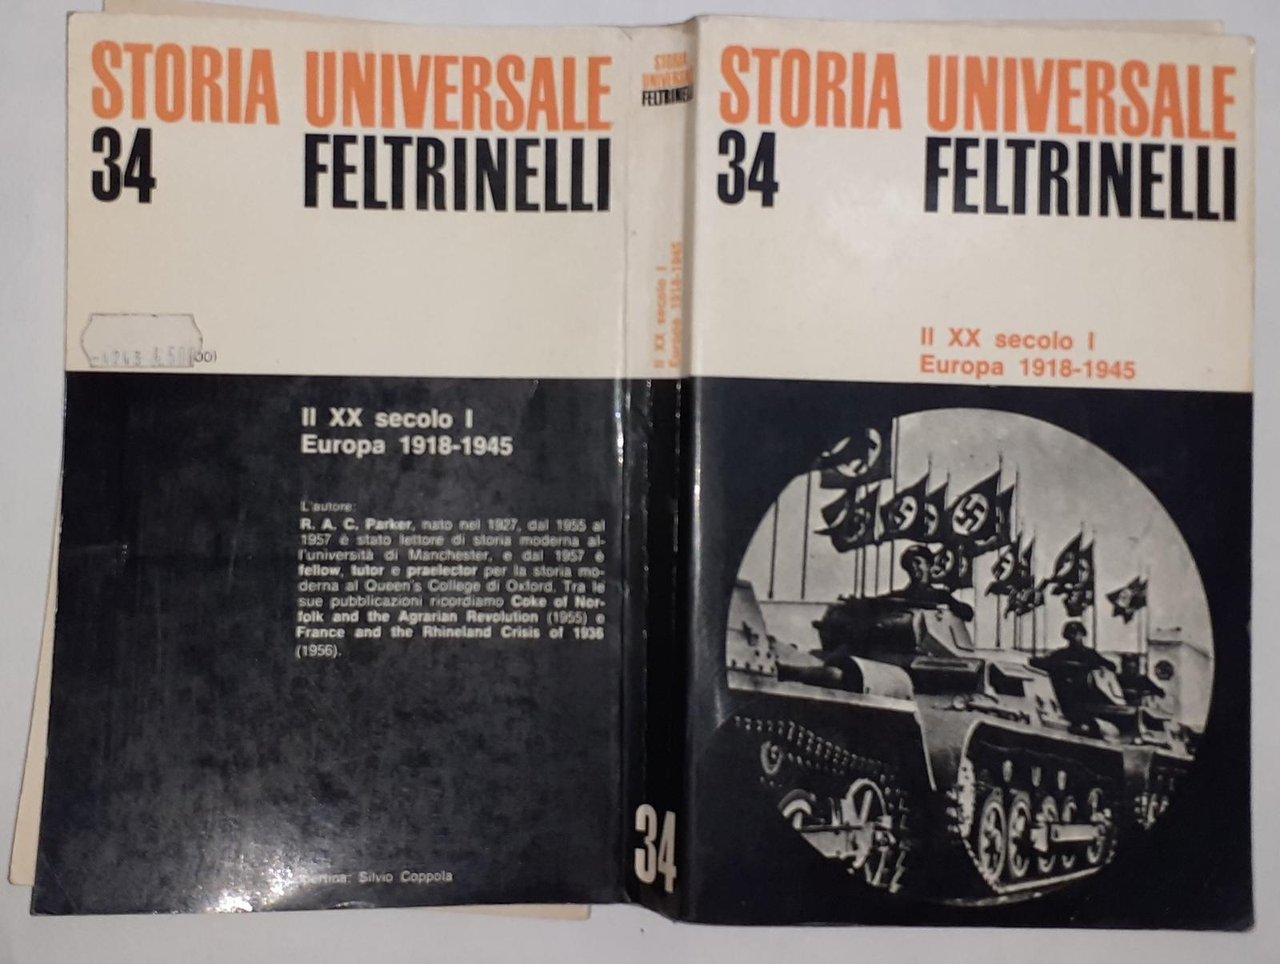 STORIA UNIVERSALE
34 FELTRINELLI
Il XX secolo I
Europa 1918-1945
L'autore:
R. A. C. Parker, nato nel 1927, dal 1955 al
1957 è stato lettore di storia moderna al-
l'università di Manchester, e dal 1957 è
fellow, tutor e praelector per la storia mo-
derna al Queen's College di Oxford. Tra le
sue pubblicazioni ricordiamo Coke of Nor-
folk and the Agrarian Revolution (1955) e
France and the Rhineland Crisis of 1936
(1956).
Silvio Coppola
STORIA
UNIVERSALE
FELTRINELLI
Il XX secolo I
Europa 1918-1945
34
STORIA UNIVERSALE
34 FELTRINELLI
Il XX secolo I
Europa 1918-1945